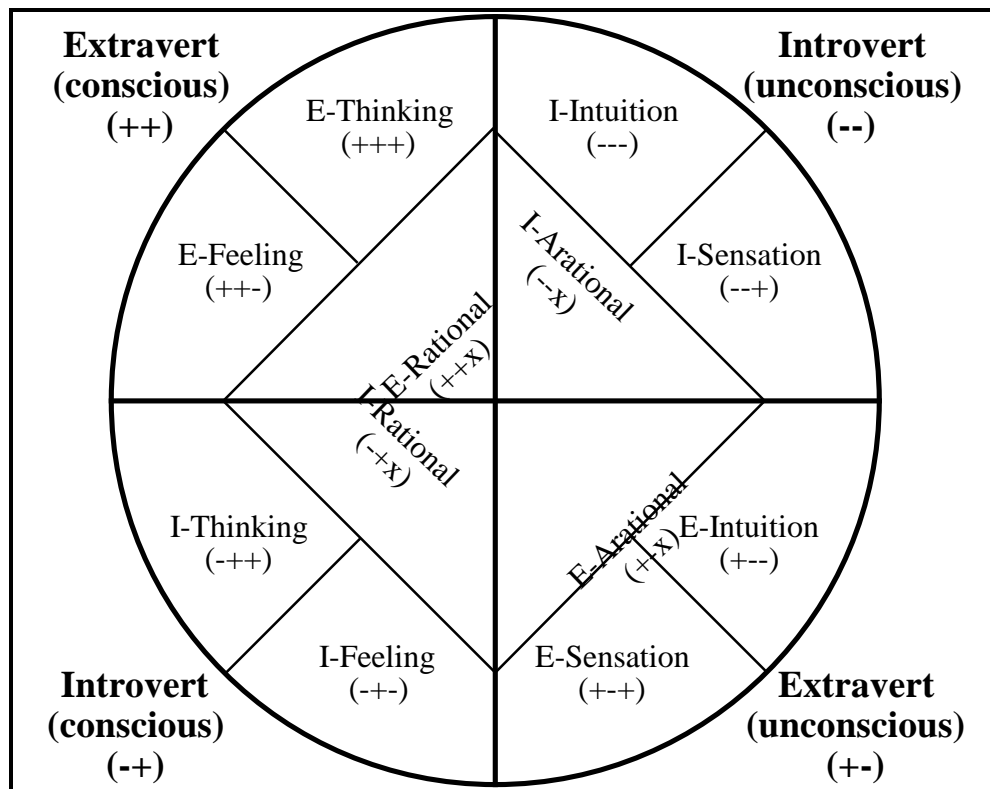 Extravert
(conscious)
(++)
Introvert
(unconscious)
(--)
E-Thinking
(+++)
I-Intuition
(---)
E-Feeling
(++-)
I-Sensation
(--+)
I-Arational
(--x)
E-Rational
(++x)
I-Rational
(-+x)
E-Arational
(+-x)
I-Thinking
(-++)
E-Intuition
(+--)
I-Feeling
(-+-)
E-Sensation
(+-+)
Introvert
(conscious)
(-+)
Extravert
(unconscious)
(+-)